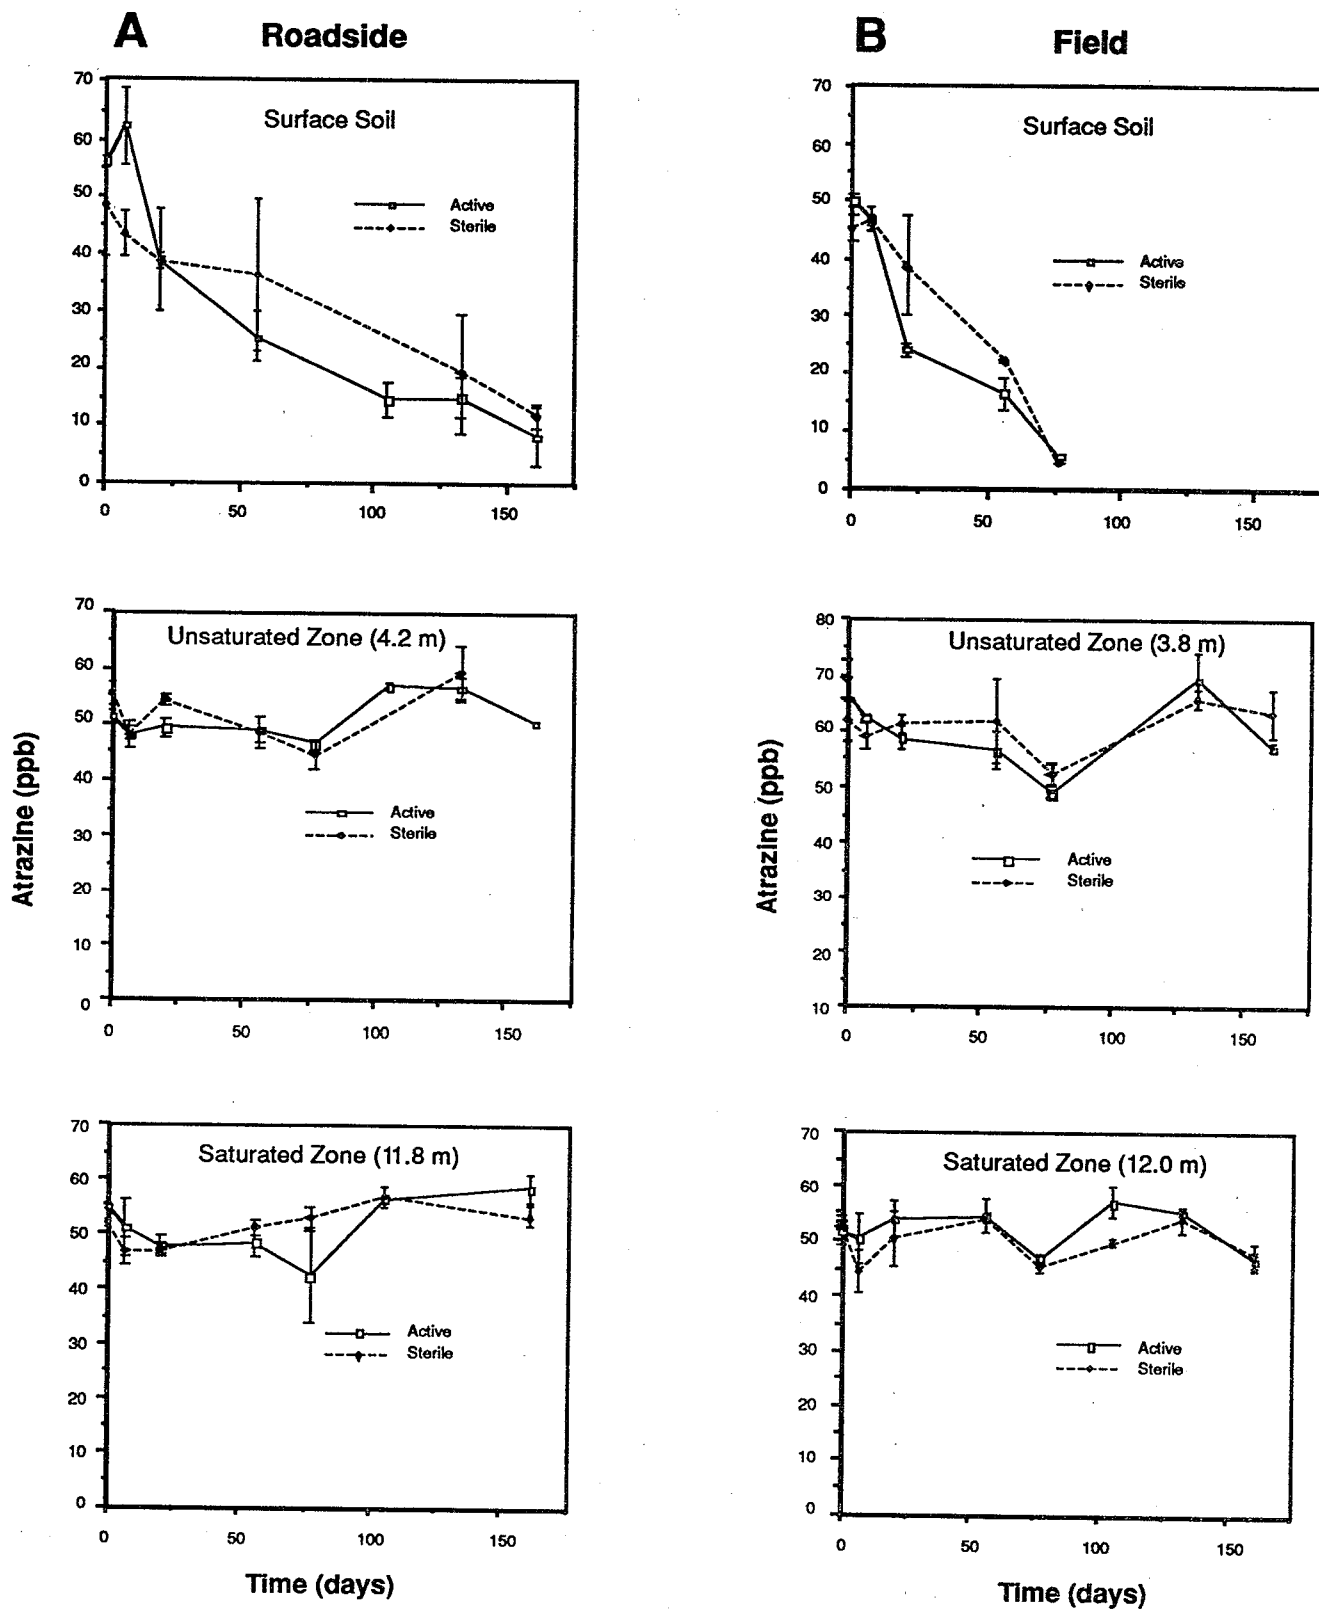 A Roadside
Surface Soil
Active
Sterile
70
60
50
40
30
20
10
0
0 50 100 150
Unsaturated Zone (4.2 m)
Active
Sterile
70
60
50
40
30
20
10
0
0 50 100 150
Atrazine (ppb)
Saturated Zone (11.8 m)
Active
Sterile
70
60
50
40
30
20
10
0
0 50 100 150
Time (days)
B Field
Surface Soil
Active
Sterile
70
60
50
40
30
20
10
0
0 50 100 150
Unsaturated Zone (3.8 m)
Active
Sterile
80
70
60
50
40
30
20
10
0 50 100 150
Atrazine (ppb)
Saturated Zone (12.0 m)
Active
Sterile
70
60
50
40
30
20
10
0
0 50 100 150
Time (days)